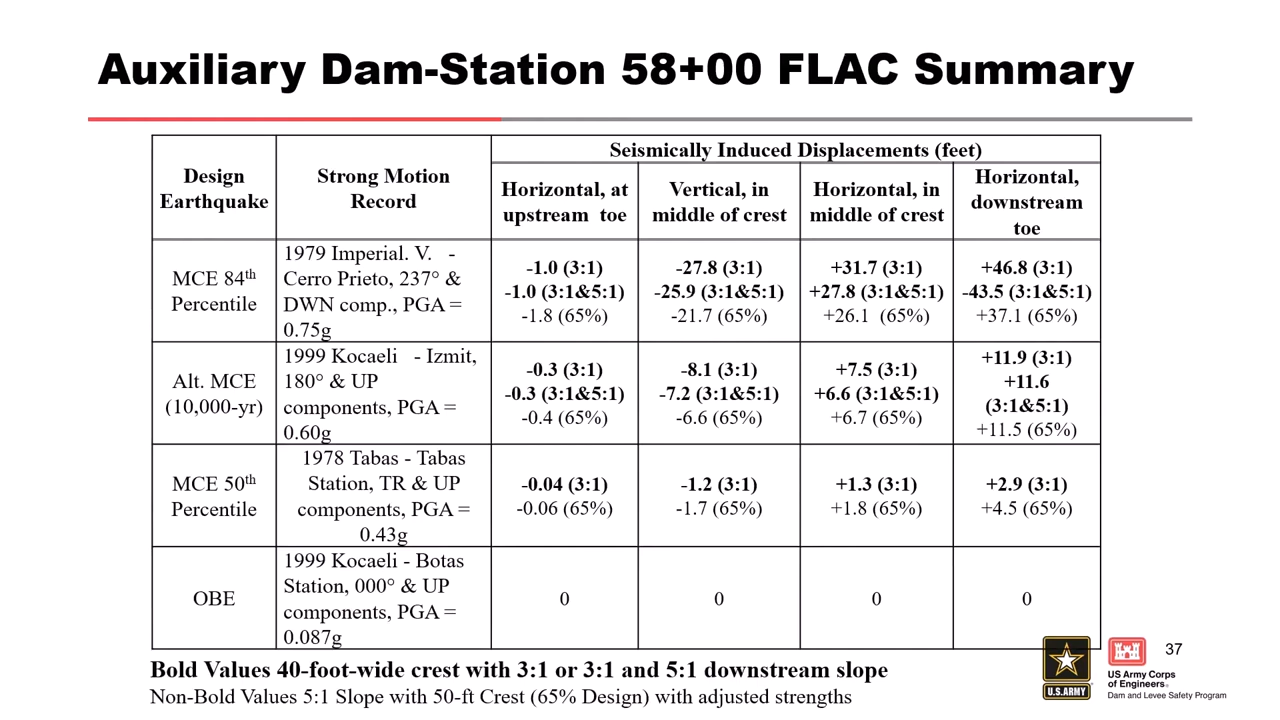 Auxiliary Dam-Station 58+00 FLAC Summary
Design
Earthquake
Strong Motion
Record
Seismically Induced Displacements (feet)
Horizontal, at
upstream toe
Vertical, in
middle of crest
Horizontal, in
middle of crest
Horizontal,
downstream
toe
MCE 84th
Percentile
1979 Imperial. V. -
Cerro Prieto, 237° &
DWN comp., PGA =
0.75g
-1.0 (3:1)
-1.0 (3:1&5:1)
-1.8 (65%)
-27.8 (3:1)
-25.9 (3:1&5:1)
-21.7 (65%)
+31.7 (3:1)
+27.8 (3:1&5:1)
+26.1 (65%)
+46.8 (3:1)
-43.5 (3:1&5:1)
+37.1 (65%)
Alt. MCE
(10,000-yr)
1999 Kocaeli - Izmit,
180° & UP
components, PGA =
0.60g
-0.3 (3:1)
-0.3 (3:1&5:1)
-0.4 (65%)
-8.1 (3:1)
-7.2 (3:1&5:1)
-6.6 (65%)
+7.5 (3:1)
+6.6 (3:1&5:1)
+6.7 (65%)
+11.9 (3:1)
+11.6
(3:1&5:1)
+11.5 (65%)
MCE 50th
Percentile
1978 Tabas - Tabas
Station, TR & UP
components, PGA =
0.43g
-0.04 (3:1)
-0.06 (65%)
-1.2 (3:1)
-1.7 (65%)
+1.3 (3:1)
+1.8 (65%)
+2.9 (3:1)
+4.5 (65%)
OBE
1999 Kocaeli - Botas
Station, 000° & UP
components, PGA =
0.087g
0
0
0
0
Bold Values 40-foot-wide crest with 3:1 or 3:1 and 5:1 downstream slope
Non-Bold Values 5:1 Slope with 50-ft Crest (65% Design) with adjusted strengths
U.S.ARMY
37
US Army Corps
of Engineers®
Dam and Levee Safety Program